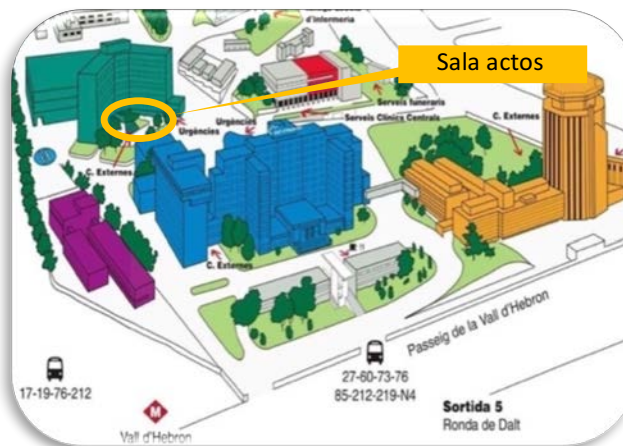 d'infermeria
Sala actos
Serveis funeraris
Serveis Clínics Centrals
Urgències
Urgències
C. Externes
C. Externes
C. Externes
Passeig de la Vall d'Hebron
17-19-76-212
27-60-73-76
85-212-219-N4
M
Vall d'Hebron
Sortida 5
Ronda de Dalt